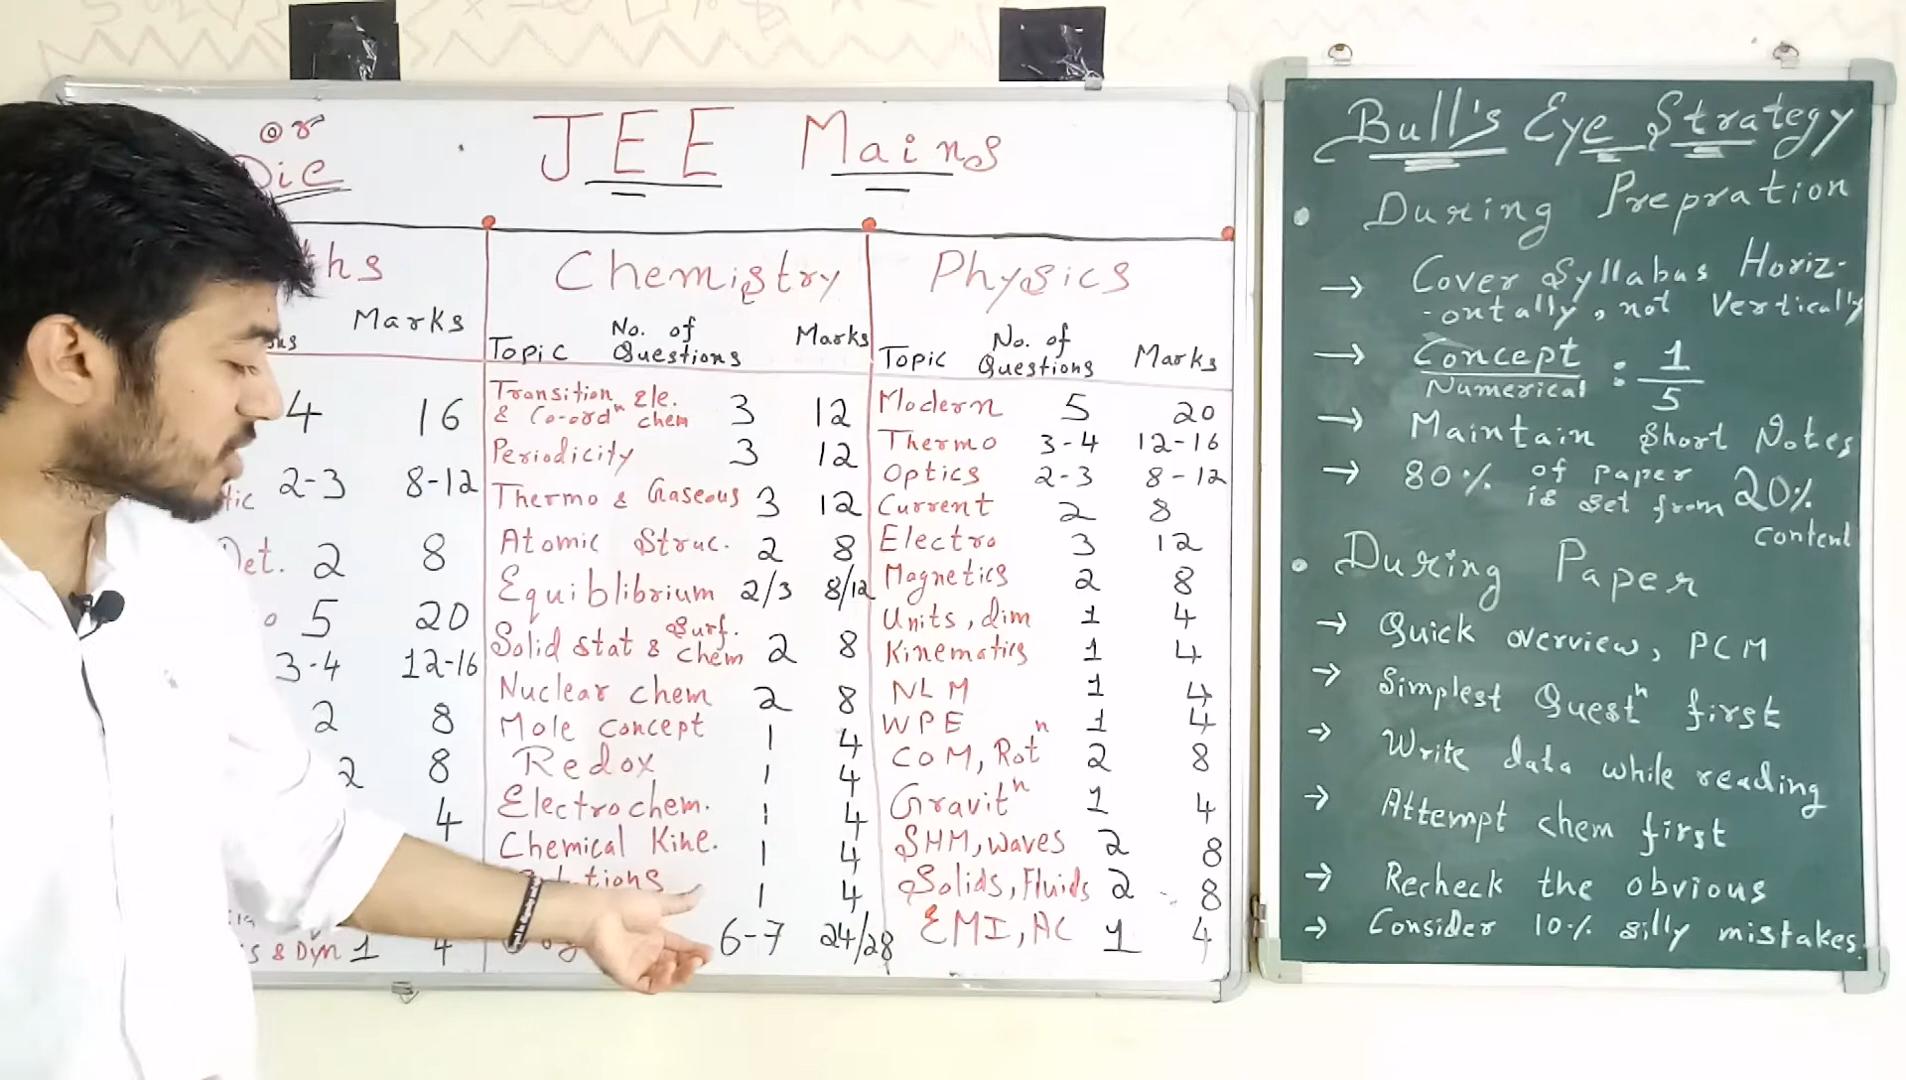 or
Die
JEE Mains
ths
Marks
4 16
tic 2-3 8-12
Det. 2 8
o 5 20
3-4 12-16
2 8
2 8
4
s & Dyn 1 4
Chemistry
Topic No. of Questions Marks
Transition Ele. & Co-ordⁿ chem 3 12
Periodicity 3 12
Thermo & Gaseous 3 12
Atomic Struc. 2 8
Equiblibrium 2/3 8/12
Solid stat & Surf. chem 2 8
Nuclear chem 2 8
Mole concept 1 4
Redox 1 4
Electrochem. 1 4
Chemical Kine. 1 4
1 4
6-7 24/28
Physics
Topic No. of Questions Marks
Modern 5 20
Thermo 3-4 12-16
Optics 2-3 8-12
Current 2 8
Electro 3 12
Magnetics 2 8
Units, dim 1 4
Kinematics 1 4
NLM 1 4
WPE 1 4
COM, Rotⁿ 2 8
Gravitⁿ 1 4
SHM, waves 2 8
Solids, Fluids 2 8
EMI, AC 1 4
Bull's Eye Strategy
• During Prepration
→ Cover Syllabus Horiz-
-ontally, not Vertically
→ Concept/Numerical : 1/5
→ Maintain Short Notes
→ 80% of paper is set from 20%
content
• During Paper
→ Quick overview, PCM
→ Simplest Questⁿ first
→ Write data while reading
→ Attempt chem first
→ Recheck the obvious
→ Consider 10% silly mistakes.